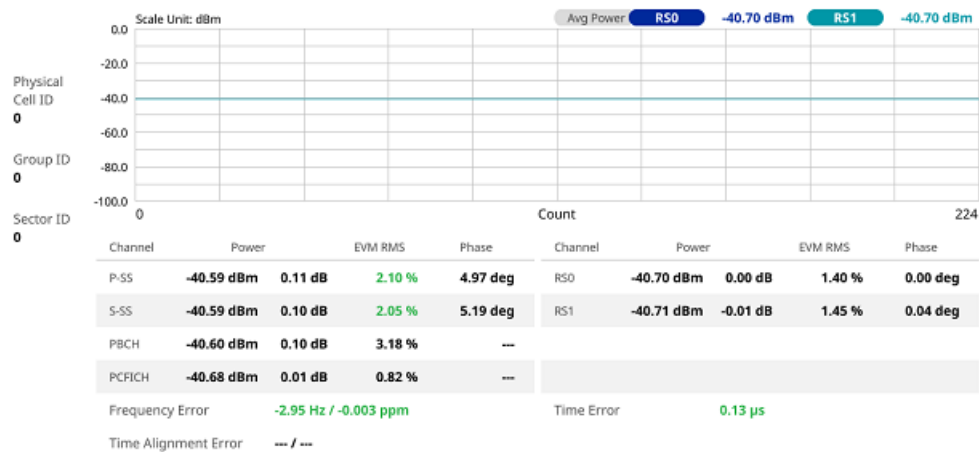 Scale Unit: dBm
Avg Power RS0 -40.70 dBm RS1 -40.70 dBm
0.0
-20.0
-40.0
-60.0
-80.0
-100.0
0 Count 224
Physical
Cell ID
0
Group ID
0
Sector ID
0
Channel Power EVM RMS Phase Channel Power EVM RMS Phase
P-SS -40.59 dBm 0.11 dB 2.10 % 4.97 deg RS0 -40.70 dBm 0.00 dB 1.40 % 0.00 deg
S-SS -40.59 dBm 0.10 dB 2.05 % 5.19 deg RS1 -40.71 dBm -0.01 dB 1.45 % 0.04 deg
PBCH -40.60 dBm 0.10 dB 3.18 % ---
PCFICH -40.68 dBm 0.01 dB 0.82 % ---
Frequency Error -2.95 Hz / -0.003 ppm Time Error 0.13 µs
Time Alignment Error --- / ---